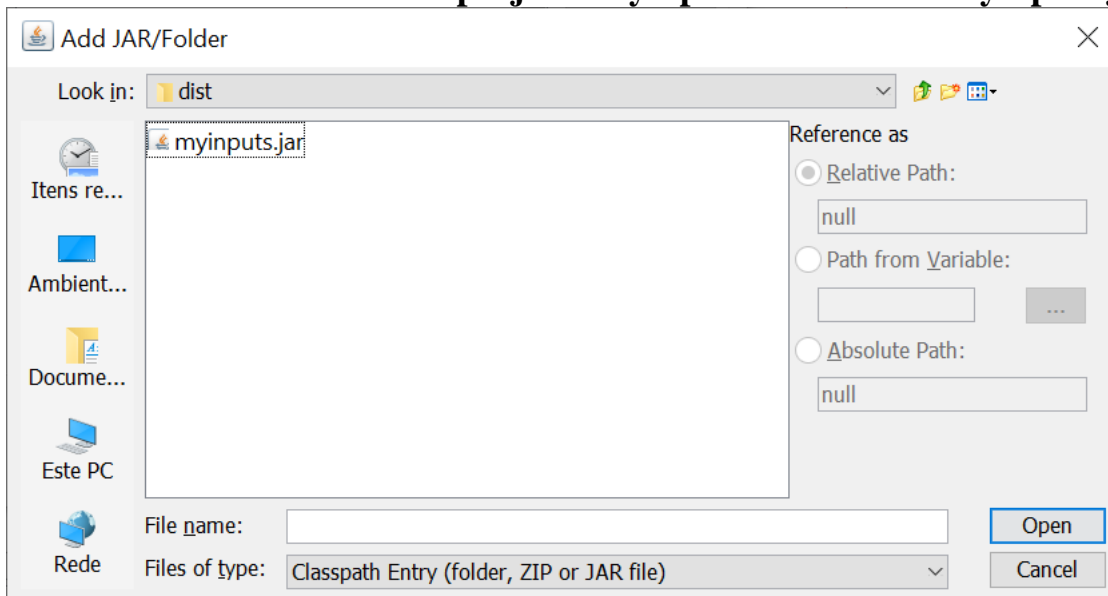 Add JAR/Folder
Look in: dist
myinputs.jar
Itens re...
Ambient...
Docume...
Este PC
Rede
Reference as
Relative Path:
null
Path from Variable:
...
Absolute Path:
null
File name:
Open
Files of type: Classpath Entry (folder, ZIP or JAR file)
Cancel